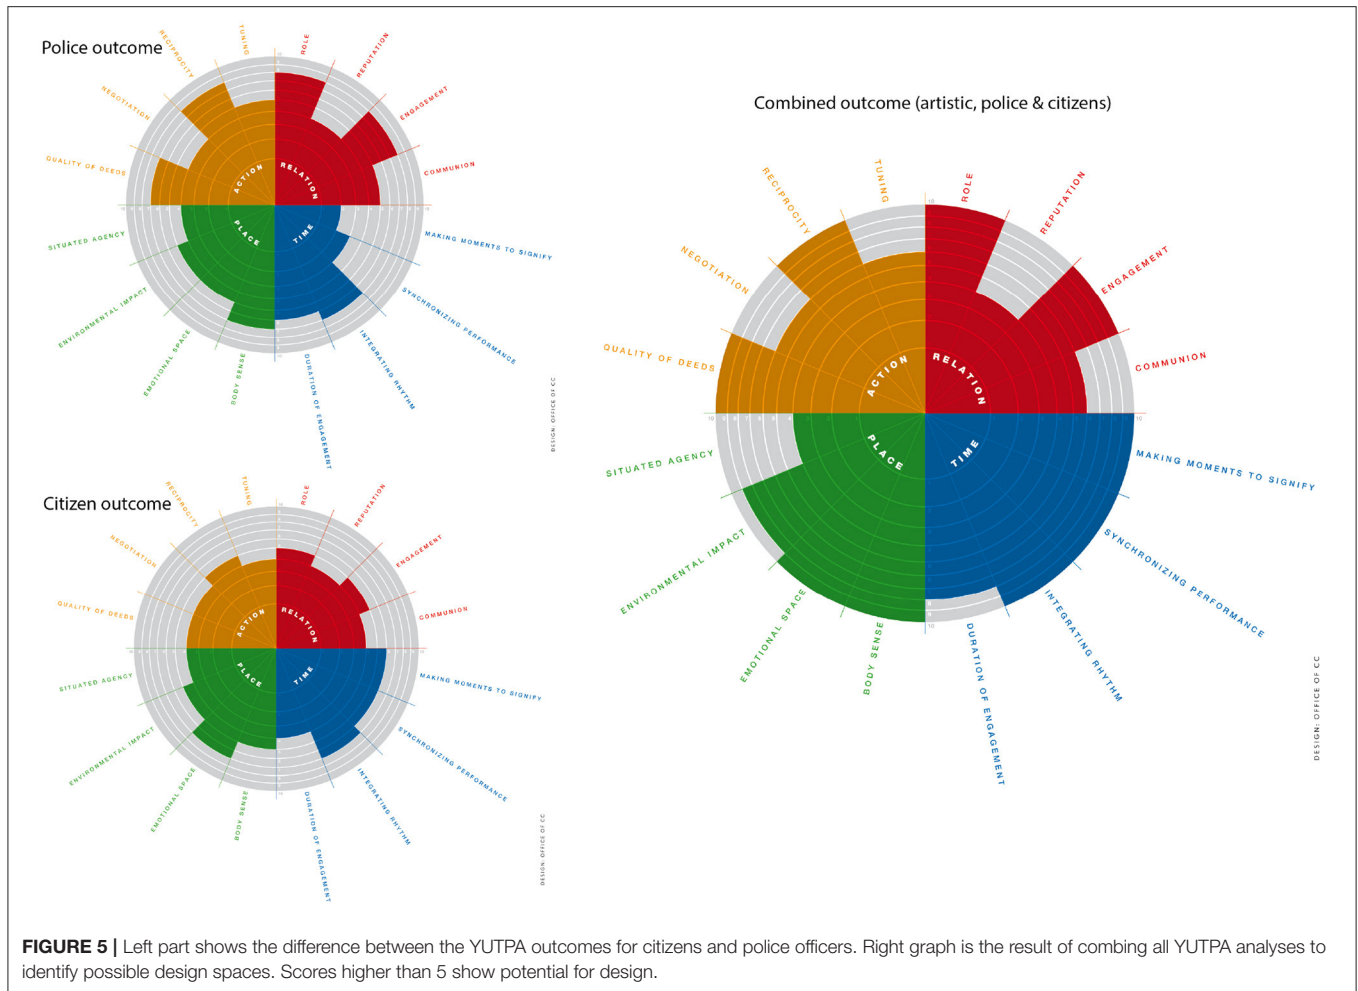 Police outcome
TUNING
RECIPROCITY
NEGOTIATION
QUALITY OF DEEDS
ROLE
REPUTATION
ENGAGEMENT
COMMUNION
ACTION
RELATION
PLACE
TIME
SITUATED AGENCY
ENVIRONMENTAL IMPACT
EMOTIONAL SPACE
BODY SENSE
MAKING MOMENTS TO SIGNIFY
SYNCHRONIZING PERFORMANCE
INTEGRATING RHYTHM
DURATION OF ENGAGEMENT
DESIGN: OFFICE OF CC
Citizen outcome
TUNING
RECIPROCITY
NEGOTIATION
QUALITY OF DEEDS
ROLE
REPUTATION
ENGAGEMENT
COMMUNION
ACTION
RELATION
PLACE
TIME
SITUATED AGENCY
ENVIRONMENTAL IMPACT
EMOTIONAL SPACE
BODY SENSE
MAKING MOMENTS TO SIGNIFY
SYNCHRONIZING PERFORMANCE
INTEGRATING RHYTHM
DURATION OF ENGAGEMENT
DESIGN: OFFICE OF CC
Combined outcome (artistic, police & citizens)
TUNING
RECIPROCITY
NEGOTIATION
QUALITY OF DEEDS
ROLE
REPUTATION
ENGAGEMENT
COMMUNION
ACTION
RELATION
PLACE
TIME
SITUATED AGENCY
ENVIRONMENTAL IMPACT
EMOTIONAL SPACE
BODY SENSE
MAKING MOMENTS TO SIGNIFY
SYNCHRONIZING PERFORMANCE
INTEGRATING RHYTHM
DURATION OF ENGAGEMENT
DESIGN: OFFICE OF CC
FIGURE 5 | Left part shows the difference between the YUTPA outcomes for citizens and police officers. Right graph is the result of combing all YUTPA analyses to
identify possible design spaces. Scores higher than 5 show potential for design.